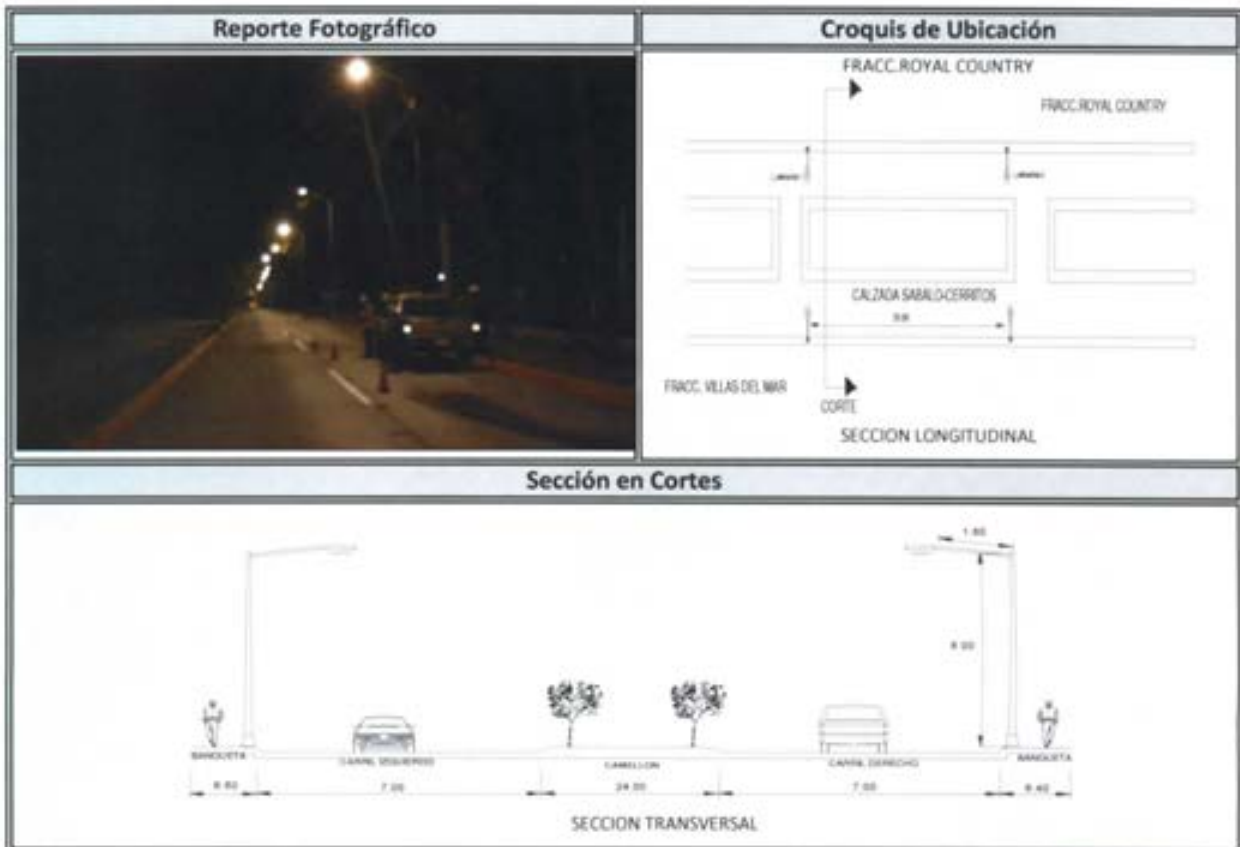 Reporte Fotográfico
Croquis de Ubicación
FRACC.ROYAL COUNTRY
FRACC.ROYAL COUNTRY
CALZADA SABALO-CERRITOS
FRACC. VILLAS DEL MAR
CORTE
SECCION LONGITUDINAL
Sección en Cortes
BANQUETA
CARRIL IZQUIERDO
CAMELLON
CARRIL DERECHO
BANQUETA
7.00
24.00
7.00
SECCION TRANSVERSAL